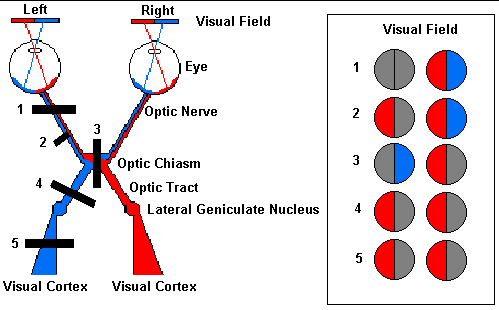 Left
Right
Visual Field
Eye
1
Optic Nerve
2
3
Optic Chiasm
4
Optic Tract
Lateral Geniculate Nucleus
5
Visual Cortex
Visual Cortex
Visual Field
1
2
3
4
5